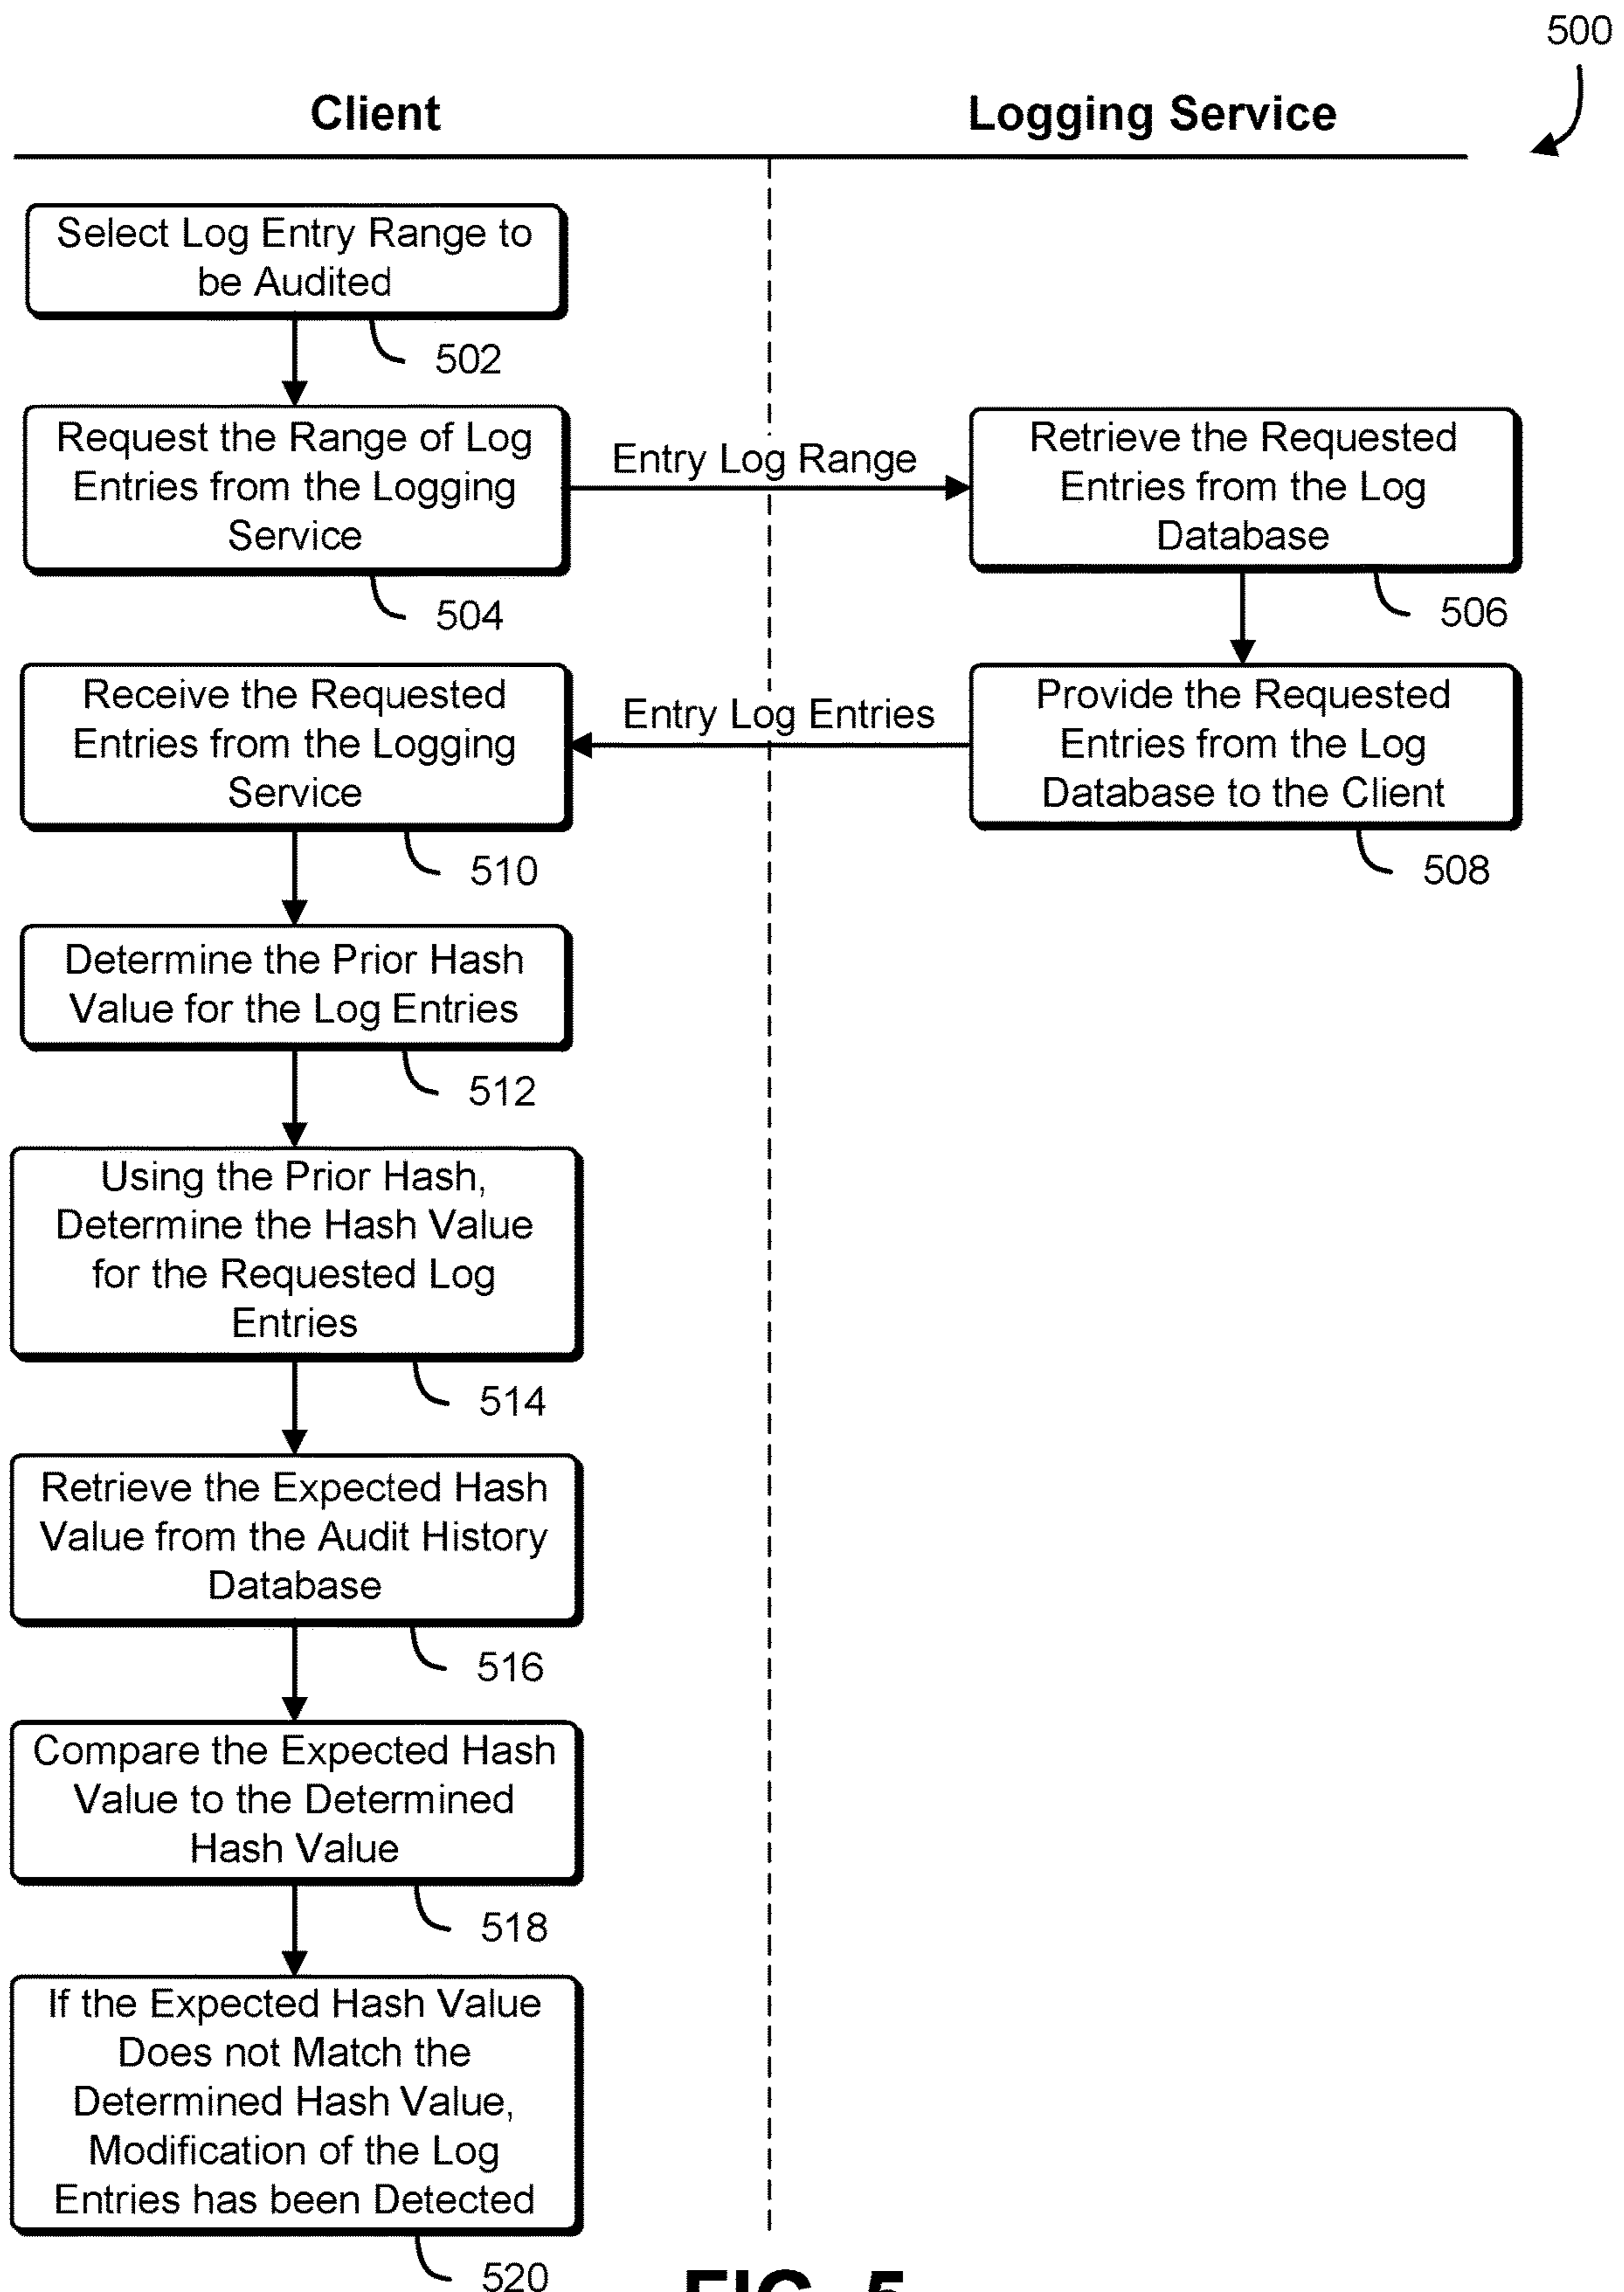 500
Client
Logging Service
Select Log Entry Range to
be Audited
502
Request the Range of Log
Entries from the Logging
Service
504
Entry Log Range
Retrieve the Requested
Entries from the Log
Database
506
Receive the Requested
Entries from the Logging
Service
510
Entry Log Entries
Provide the Requested
Entries from the Log
Database to the Client
508
Determine the Prior Hash
Value for the Log Entries
512
Using the Prior Hash,
Determine the Hash Value
for the Requested Log
Entries
514
Retrieve the Expected Hash
Value from the Audit History
Database
516
Compare the Expected Hash
Value to the Determined
Hash Value
518
If the Expected Hash Value
Does not Match the
Determined Hash Value,
Modification of the Log
Entries has been Detected
520
FIG. 5